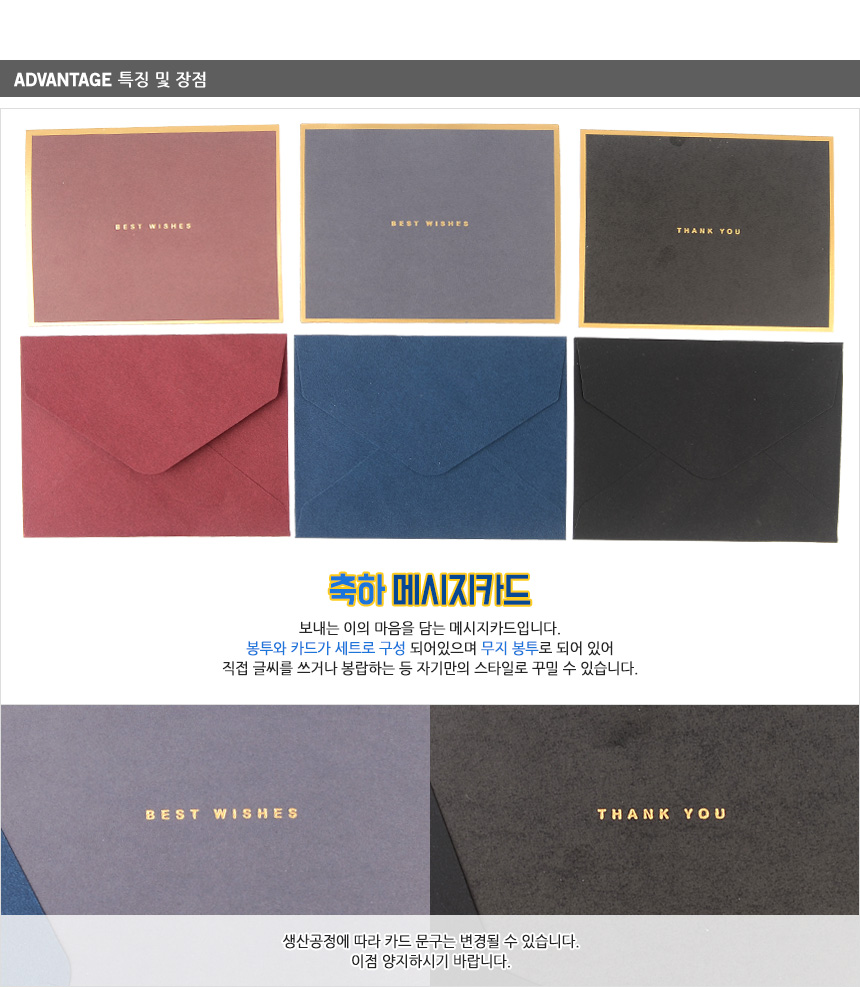 ADVANTAGE 특징 및 장점
BEST WISHES
BEST WISHES
THANK YOU
축하 메시지카드
보내는 이의 마음을 담는 메시지카드입니다.
봉투와 카드가 세트로 구성 되어있으며 무지 봉투로 되어 있어
직접 글씨를 쓰거나 봉랍하는 등 자기만의 스타일로 꾸밀 수 있습니다.
BEST WISHES
THANK YOU
생산공정에 따라 카드 문구는 변경될 수 있습니다.
이점 양지하시기 바랍니다.